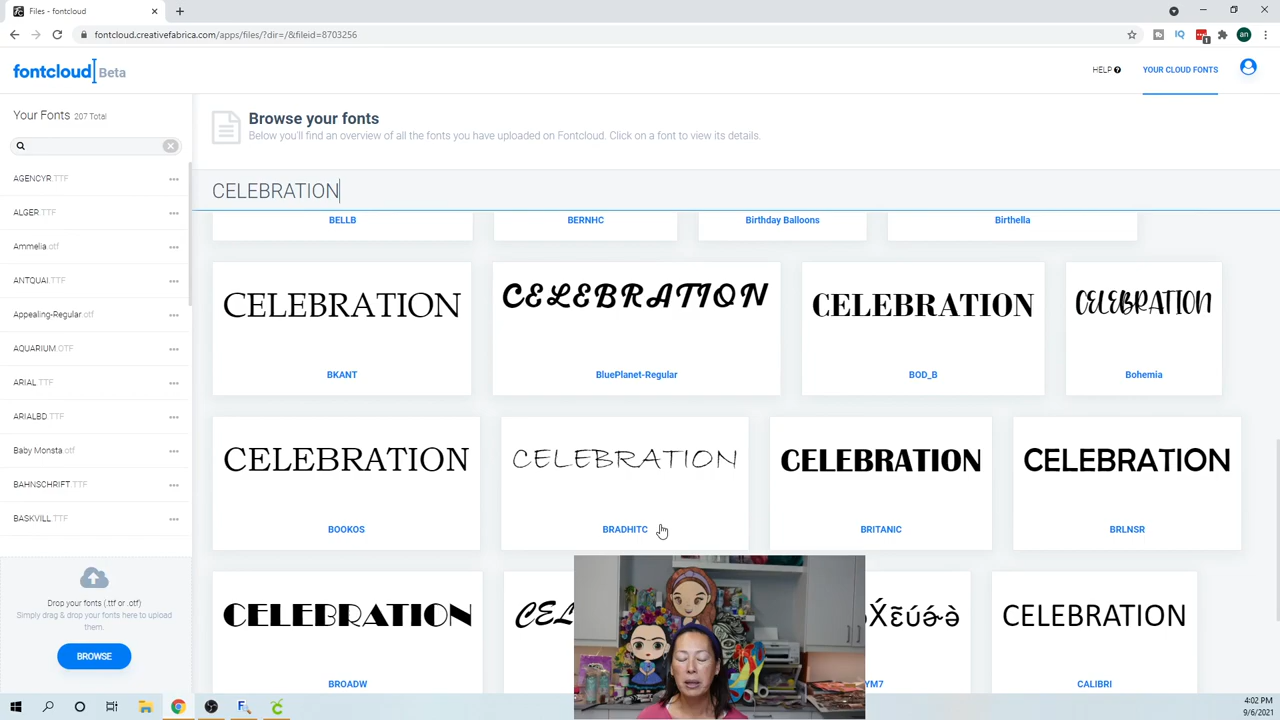 Files - fontcloud
fontcloud.creativefabrica.com/apps/files/?dir=/&fileid=8703256
IQ
1
an
fontcloud Beta
HELP
YOUR CLOUD FONTS
Your Fonts 207 Total
Browse your fonts
Below you'll find an overview of all the fonts you have uploaded on Fontcloud. Click on a font to view its details.
AGENCYR.TTF
ALGER.TTF
Ammelia.otf
ANTQUAI.TTF
Appealing-Regular.otf
AQUARIUM.OTF
ARIAL.TTF
ARIALBD.TTF
Baby Monsta.otf
BAHNSCHRIFT.TTF
BASKVILL.TTF
Drop your fonts (.ttf or .otf)
Simply drag & drop your fonts here to upload
them.
BROWSE
CELEBRATION
BELLB
BERNHC
Birthday Balloons
Birthella
CELEBRATION
CELEBRATION
CELEBRATION
CELEBRATION
BKANT
BluePlanet-Regular
BOD_B
Bohemia
CELEBRATION
CELEBRATION
CELEBRATION
CELEBRATION
BOOKOS
BRADHITC
BRITANIC
BRLNSR
CELEBRATION
CEL
CELEBRATION
BROADW
YM7
CALIBRI
4:02 PM
9/6/2021